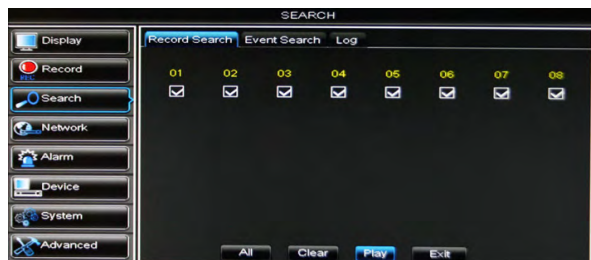 SEARCH
Display
Record Search Event Search Log
Record
REC
01 02 03 04 05 06 07 08
Search
Network
Alarm
Device
System
Advanced
All Clear Play Exit